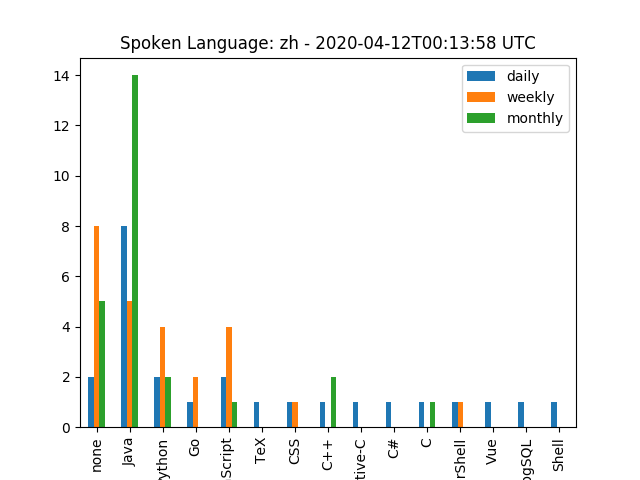 Spoken Language: zh - 2020-04-12T00:13:58 UTC
daily
weekly
monthly
14
12
10
8
6
4
2
0
none
Java
ython
Go
aScript
TeX
CSS
C++
tive-C
C#
C
rShell
Vue
ogSQL
Shell